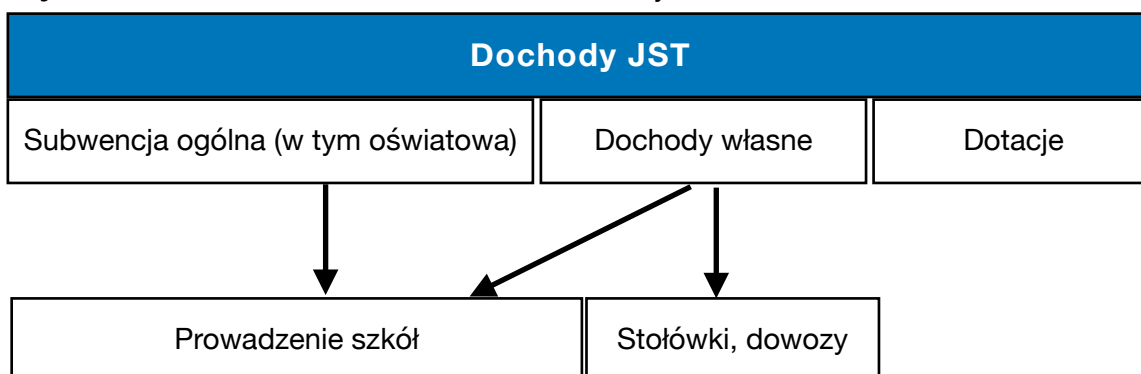 Dochody JST
Subwencja ogólna (w tym oświatowa)
Dochody własne
Dotacje
Prowadzenie szkół
Stołówki, dowozy